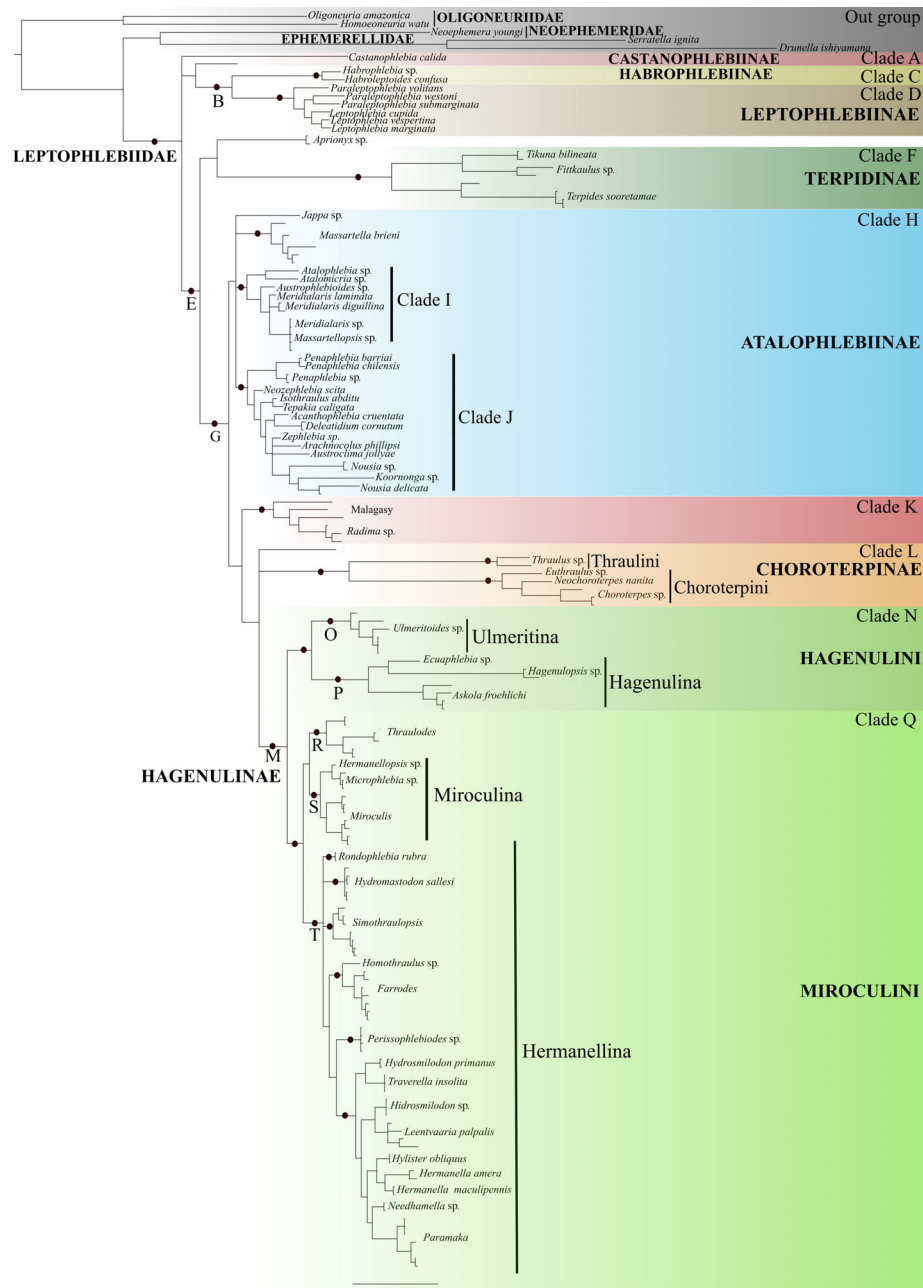 Oligoneuria amazonica
OLIGONEURIIDAE
Out group
Homoeoneuria watu
Neoephemera youngi
NEOEPHEMERIDAE
EPHEMERELLIDAE
Serratella ignita
Drunella ishiyamana
Castanophlebia calida
CASTANOPHLEBIINAE
Clade A
Habrophlebia sp.
HABROPHLEBIINAE
Clade C
Habroleptoides confusa
B
Paraleptophlebia volitans
Clade D
Paraleptophlebia westoni
Paraleptophlebia submarginata
Leptophlebia cupida
LEPTOPHLEBIINAE
Leptophlebia vespertina
Leptophlebia marginata
Aprionyx sp.
LEPTOPHLEBIIDAE
Tikuna bilineata
Clade F
Fittkaulus sp.
TERPIDINAE
Terpides sooretamae
Jappa sp.
Clade H
Massartella brieni
Atalophlebia sp.
Atalomicria sp.
Austrophlebioides sp.
Meridialaris laminata
Clade I
E
Meridialaris diguillina
Meridialaris sp.
Massartellopsis sp.
ATALOPHLEBIINAE
Penaphlebia barriai
Penaphlebia chilensis
Penaphlebia sp.
Neozephlebia scita
Isothraulus abditu
Tepakia caligata
Acanthophlebia cruentata
Clade J
Deleatidium cornutum
G
Zephlebia sp.
Arachnocolus phillipsi
Austroclima jollyae
Nousia sp.
Koornonga sp.
Nousia delicata
Clade K
Malagasy
Radima sp.
Clade L
Thraulus sp.
Thraulini
CHOROTERPINAE
Euthraulus sp.
Neochoroterpes nanita
Choroterpini
Choroterpes sp.
Clade N
O
Ulmeritoides sp.
Ulmeritina
Ecuaphlebia sp.
HAGENULINI
Hagenulopsis sp.
Hagenulina
P
Askola froehlichi
Clade Q
R
Thraulodes
M
Hermanellopsis sp.
HAGENULINAE
Microphlebia sp.
Miroculina
S
Miroculis
Rondophlebia rubra
Hydromastodon sallesi
Simothraulopsis
T
Homothraulus sp.
Farrodes
MIROCULINI
Perissophlebiodes sp.
Hermanellina
Hydrosmilodon primanus
Traverella insolita
Hidrosmilodon sp.
Leentvaaria palpalis
Hylister obliquus
Hermanella amera
Hermanella maculipennis
Needhamella sp.
Paramaka